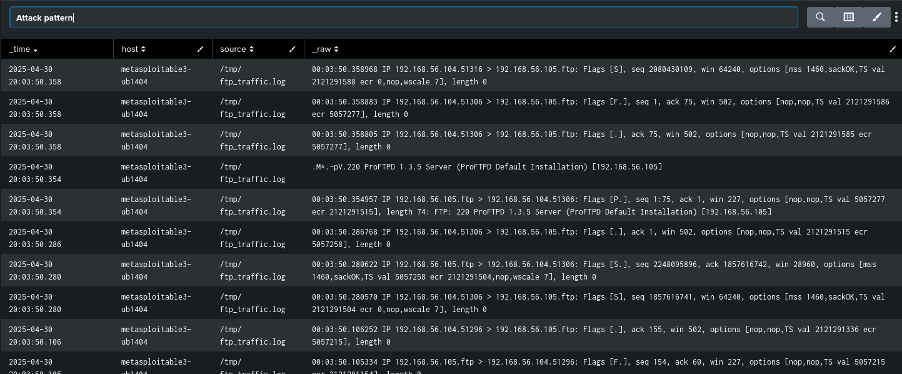 Attack pattern
_time host source _raw
2025-04-30 metasploitable3- /tmp/ 00:03:50.358968 IP 192.168.56.104.51316 > 192.168.56.105.ftp: Flags [S], seq 2080430109, win 64240, options [mss 1460,sackOK,TS val
20:03:50.358 ub1404 ftp_traffic.log 2121291588 ecr 0,nop,wscale 7], length 0
2025-04-30 metasploitable3- /tmp/ 00:03:50.358883 IP 192.168.56.104.51306 > 192.168.56.105.ftp: Flags [F.], seq 1, ack 75, win 502, options [nop,nop,TS val 2121291586
20:03:50.358 ub1404 ftp_traffic.log ecr 5057277], length 0
2025-04-30 metasploitable3- /tmp/ 00:03:50.358805 IP 192.168.56.104.51306 > 192.168.56.105.ftp: Flags [.], ack 75, win 502, options [nop,nop,TS val 2121291585 ecr
20:03:50.358 ub1404 ftp_traffic.log 5057277], length 0
2025-04-30 metasploitable3- /tmp/ 220 ProFTPD 1.3.5 Server (ProFTPD Default Installation) [192.168.56.105]
20:03:50.354 ub1404 ftp_traffic.log
2025-04-30 metasploitable3- /tmp/ 00:03:50.354957 IP 192.168.56.105.ftp > 192.168.56.104.51306: Flags [P.], seq 1:75, ack 1, win 227, options [nop,nop,TS val 5057277
20:03:50.354 ub1404 ftp_traffic.log ecr 2121291515], length 74: FTP: 220 ProFTPD 1.3.5 Server (ProFTPD Default Installation) [192.168.56.105]
2025-04-30 metasploitable3- /tmp/ 00:03:50.286768 IP 192.168.56.104.51306 > 192.168.56.105.ftp: Flags [.], ack 1, win 502, options [nop,nop,TS val 2121291515 ecr
20:03:50.286 ub1404 ftp_traffic.log 5057258], length 0
2025-04-30 metasploitable3- /tmp/ 00:03:50.280622 IP 192.168.56.105.ftp > 192.168.56.104.51306: Flags [S.], seq 2248095896, ack 1857616742, win 28960, options [mss
20:03:50.280 ub1404 ftp_traffic.log 1460,sackOK,TS val 5057258 ecr 2121291504,nop,wscale 7], length 0
2025-04-30 metasploitable3- /tmp/ 00:03:50.280570 IP 192.168.56.104.51306 > 192.168.56.105.ftp: Flags [S], seq 1857616741, win 64240, options [mss 1460,sackOK,TS val
20:03:50.280 ub1404 ftp_traffic.log 2121291504 ecr 0,nop,wscale 7], length 0
2025-04-30 metasploitable3- /tmp/ 00:03:50.106252 IP 192.168.56.104.51296 > 192.168.56.105.ftp: Flags [.], ack 155, win 502, options [nop,nop,TS val 2121291336 ecr
20:03:50.106 ub1404 ftp_traffic.log 5057215], length 0
2025-04-30 metasploitable3- /tmp/ 00:03:50.105334 IP 192.168.56.105.ftp > 192.168.56.104.51296: Flags [F.], seq 154, ack 60, win 227, options [nop,nop,TS val 5057215